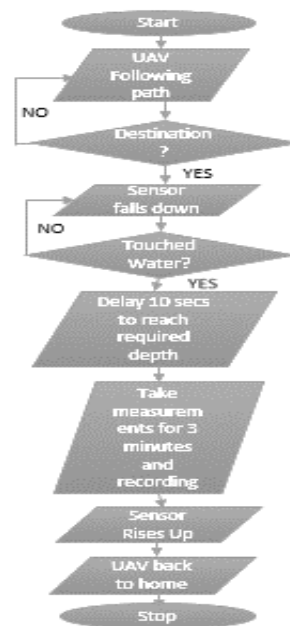 Start
UAV
Following
path
NO
Destination
?
YES
Sensor
falls down
NO
Touched
Water?
YES
Delay 10 secs
to reach
required
depth
Take
measurem
ents for 3
minutes
and
recording
Sensor
Rises Up
UAV back
to home
Stop